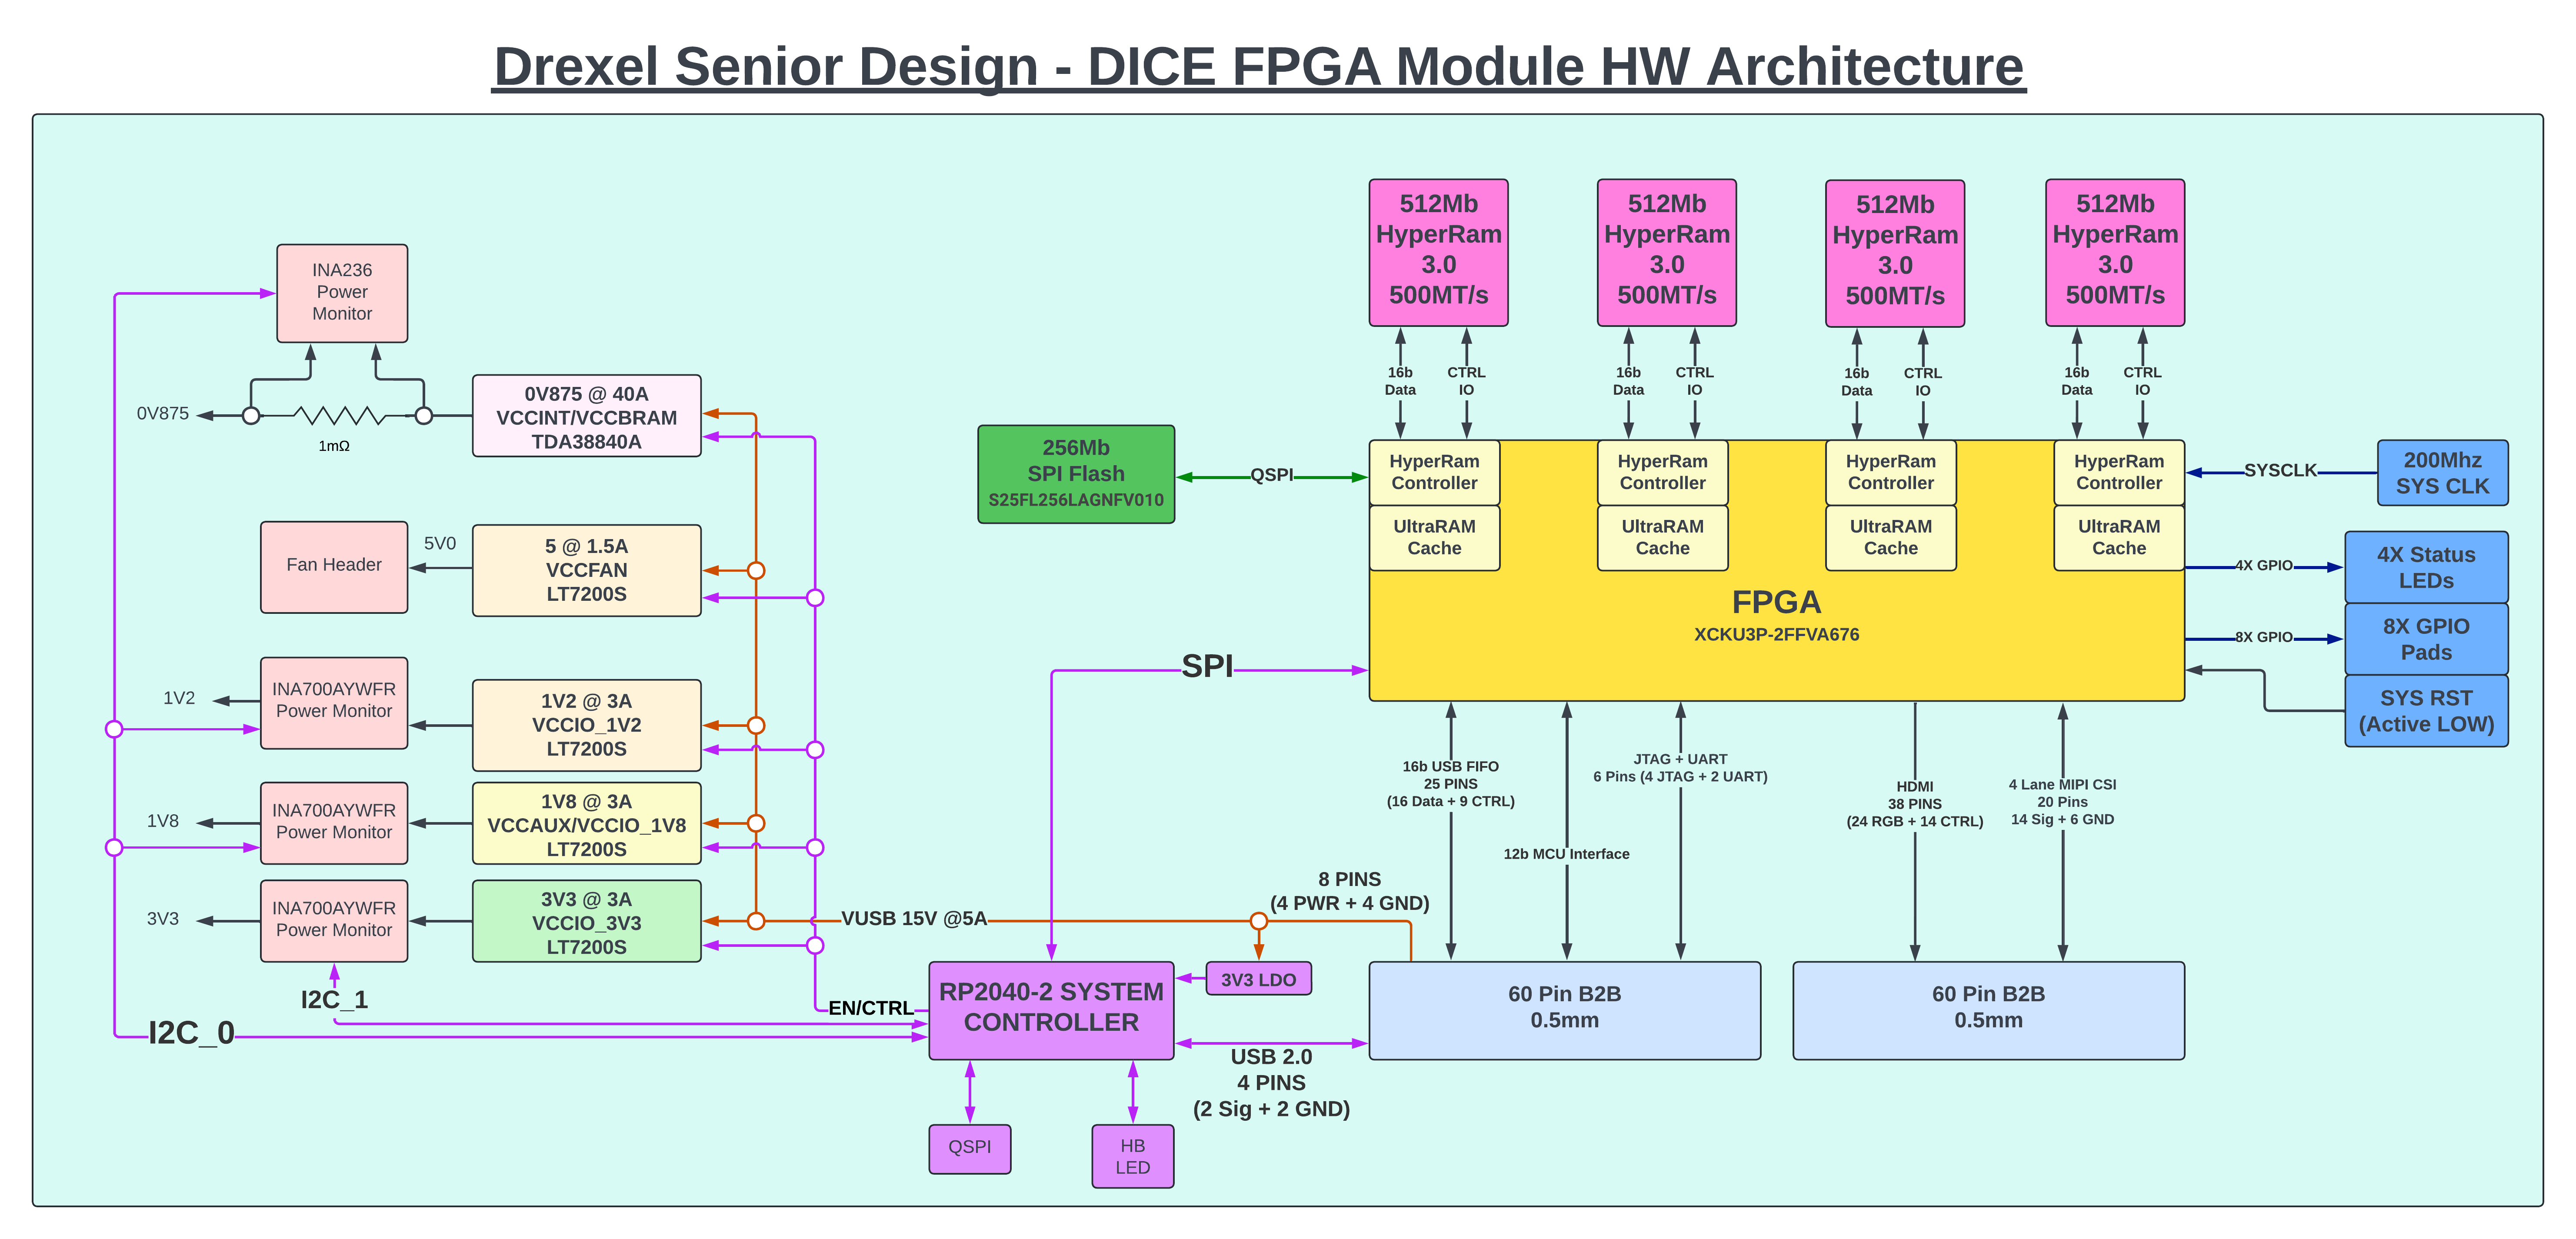 Drexel Senior Design - DICE FPGA Module HW Architecture
512Mb
HyperRam
3.0
500MT/s
512Mb
HyperRam
3.0
500MT/s
512Mb
HyperRam
3.0
500MT/s
512Mb
HyperRam
3.0
500MT/s
16b
Data
CTRL
IO
16b
Data
CTRL
IO
16b
Data
CTRL
IO
16b
Data
CTRL
IO
INA236
Power
Monitor
0V875
1mΩ
0V875 @ 40A
VCCINT/VCCBRAM
TDA38840A
Fan Header
5V0
5 @ 1.5A
VCCFAN
LT7200S
1V2
INA700AYWFR
Power Monitor
1V2 @ 3A
VCCIO_1V2
LT7200S
1V8
INA700AYWFR
Power Monitor
1V8 @ 3A
VCCAUX/VCCIO_1V8
LT7200S
3V3
INA700AYWFR
Power Monitor
3V3 @ 3A
VCCIO_3V3
LT7200S
I2C_1
I2C_0
EN/CTRL
VUSB 15V @5A
8 PINS
(4 PWR + 4 GND)
256Mb
SPI Flash
S25FL256LAGNFV010
QSPI
HyperRam
Controller
UltraRAM
Cache
HyperRam
Controller
UltraRAM
Cache
HyperRam
Controller
UltraRAM
Cache
HyperRam
Controller
UltraRAM
Cache
FPGA
XCKU3P-2FFVA676
SPI
SYSCLK
200Mhz
SYS CLK
4X GPIO
4X Status
LEDs
8X GPIO
8X GPIO
Pads
SYS RST
(Active LOW)
16b USB FIFO
25 PINS
(16 Data + 9 CTRL)
12b MCU Interface
JTAG + UART
6 Pins (4 JTAG + 2 UART)
HDMI
38 PINS
(24 RGB + 14 CTRL)
4 Lane MIPI CSI
20 Pins
14 Sig + 6 GND
RP2040-2 SYSTEM
CONTROLLER
3V3 LDO
USB 2.0
4 PINS
(2 Sig + 2 GND)
60 Pin B2B
0.5mm
60 Pin B2B
0.5mm
QSPI
HB
LED